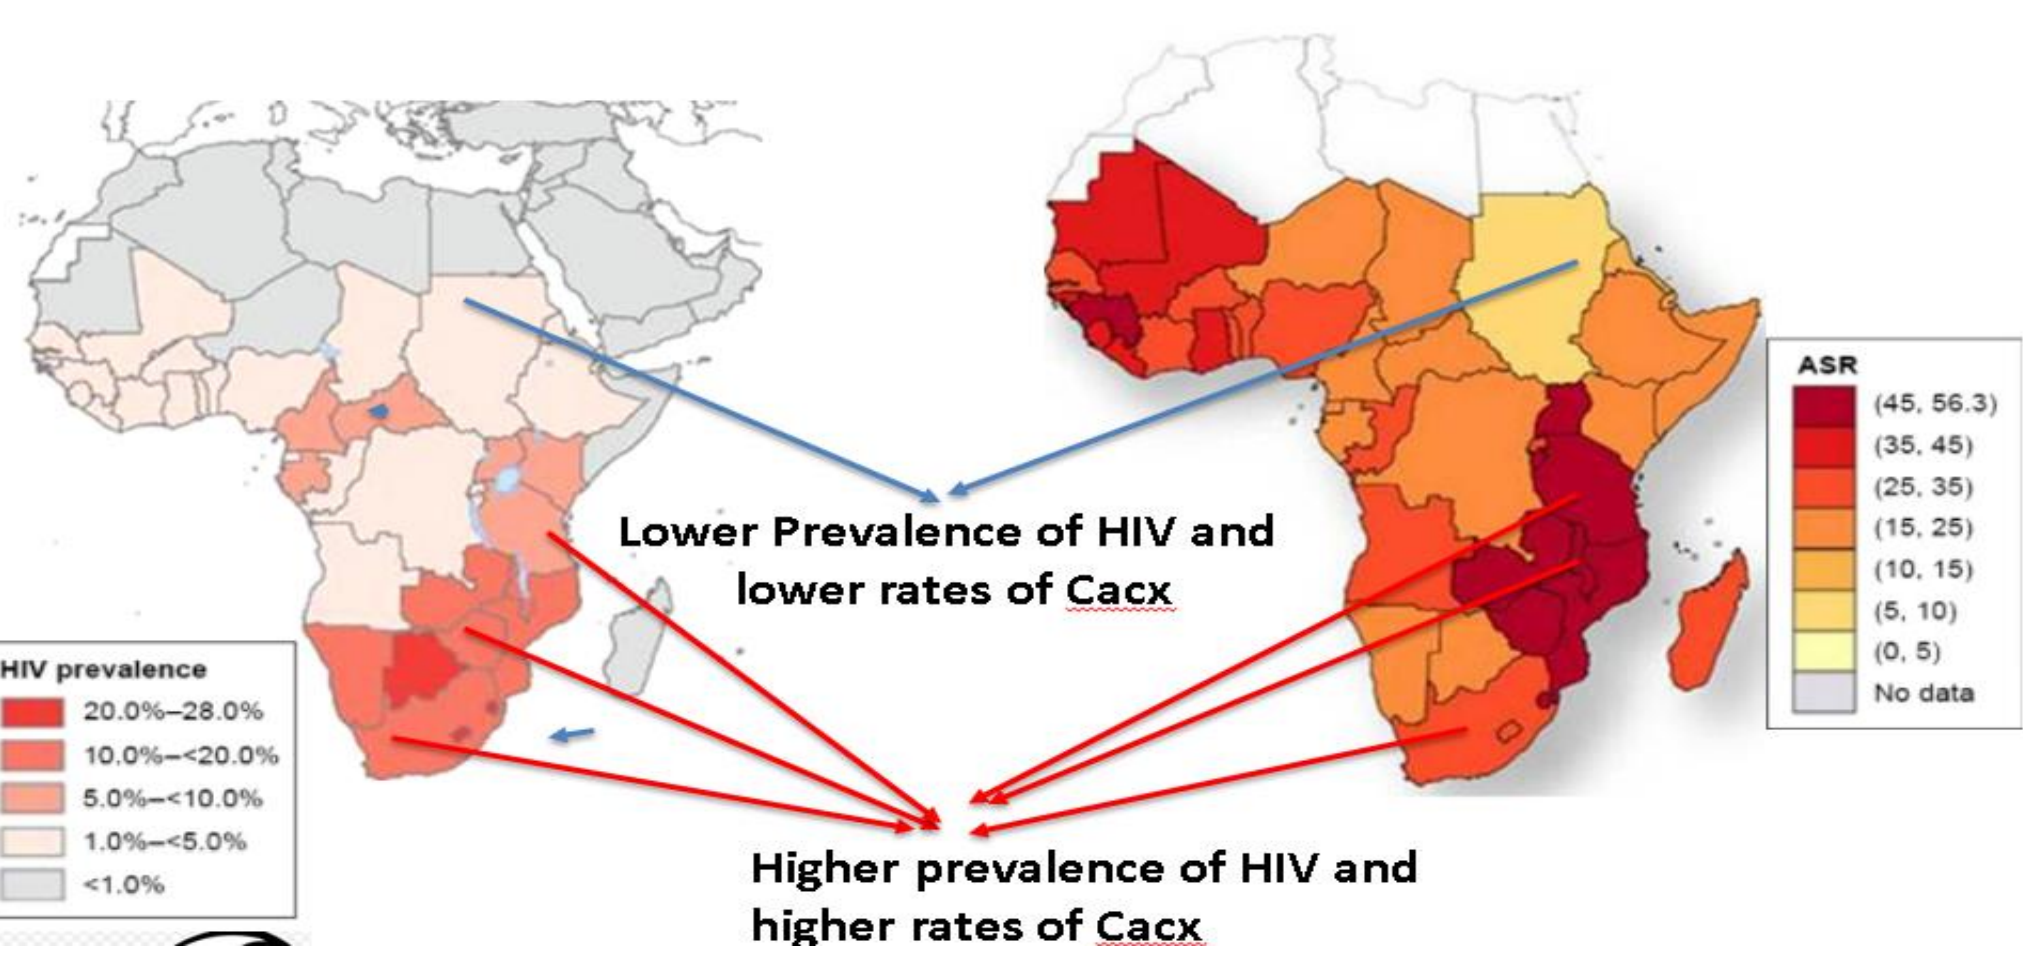 Lower Prevalence of HIV and
lower rates of Cacx
HIV prevalence
20.0%–28.0%
10.0%–<20.0%
5.0%–<10.0%
1.0%–<5.0%
<1.0%
ASR
(45, 56.3)
(35, 45)
(25, 35)
(15, 25)
(10, 15)
(5, 10)
(0, 5)
No data
Higher prevalence of HIV and
higher rates of Cacx